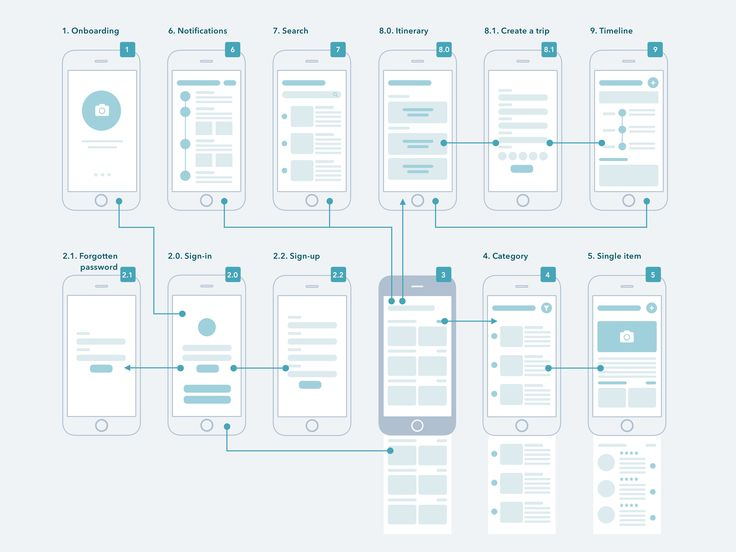 1. Onboarding
6. Notifications
7. Search
8.0. Itinerary
8.1. Create a trip
9. Timeline
1
6
7
8.0
8.1
9
2.1. Forgotten
password
2.0. Sign-in
2.2. Sign-up
4. Category
5. Single item
2.1
2.0
2.2
3
4
5